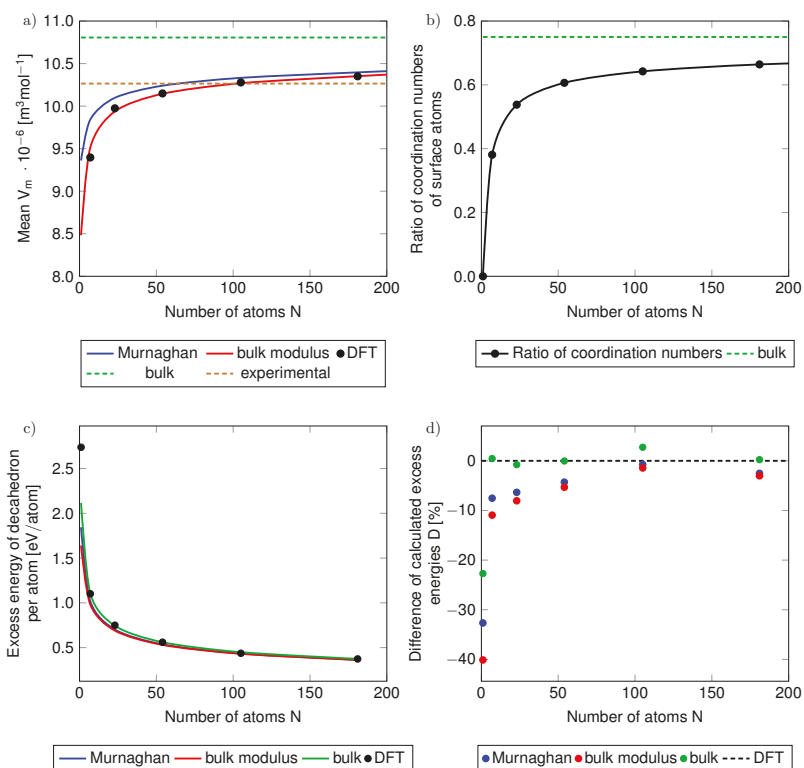 a)
Mean Vm · 10−6 [m3mol−1]
11.0
10.5
10.0
9.5
9.0
8.5
8.0
0 50 100 150 200
Number of atoms N
Murnaghan bulk modulus DFT
bulk experimental
b)
Ratio of coordination numbers
of surface atoms
0.8
0.6
0.4
0.2
0.0
0 50 100 150 200
Number of atoms N
Ratio of coordination numbers bulk
c)
Excess energy of decahedron
per atom [eV/atom]
2.5
2.0
1.5
1.0
0.5
0 50 100 150 200
Number of atoms N
Murnaghan bulk modulus bulk DFT
d)
Difference of calculated excess
energies D [%]
0
−10
−20
−30
−40
0 50 100 150 200
Number of atoms N
Murnaghan bulk modulus bulk DFT